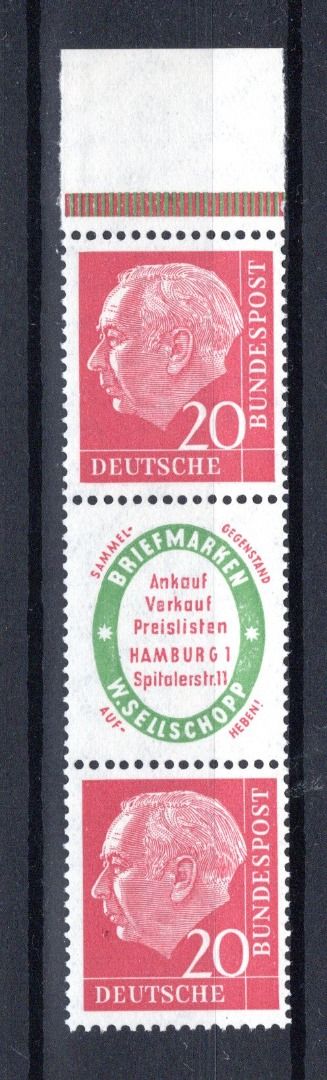 20
BUNDESPOST
DEUTSCHE
SAMMEL-
GEGENSTAND
BRIEFMARKEN
Ankauf
Verkauf
Preislisten
HAMBURG 1
Spitalerstr.11
W.SELLSCHOPP
AUF-
HEBEN!
20
BUNDESPOST
DEUTSCHE